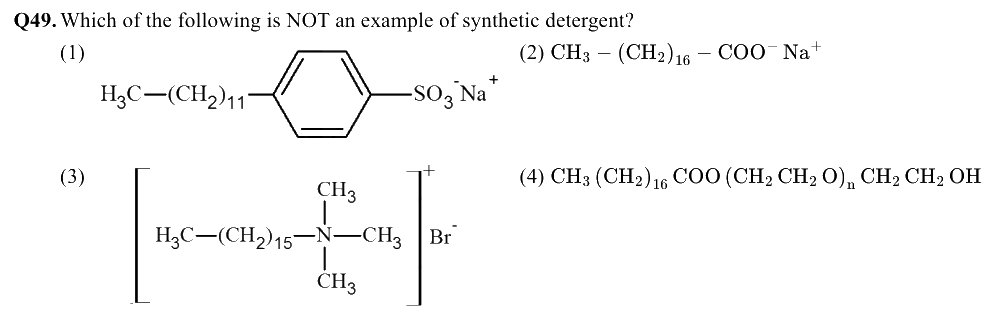 Q49. Which of the following is NOT an example of synthetic detergent?
(1)
H₃C—(CH₂)₁₁— —SO₃⁻Na⁺
(2) CH₃ − (CH₂)₁₆ − COO⁻ Na⁺
(3)
CH₃
H₃C—(CH₂)₁₅—N—CH₃
CH₃
+
Br⁻
(4) CH₃ (CH₂)₁₆ COO (CH₂ CH₂ O)ₙ CH₂ CH₂ OH